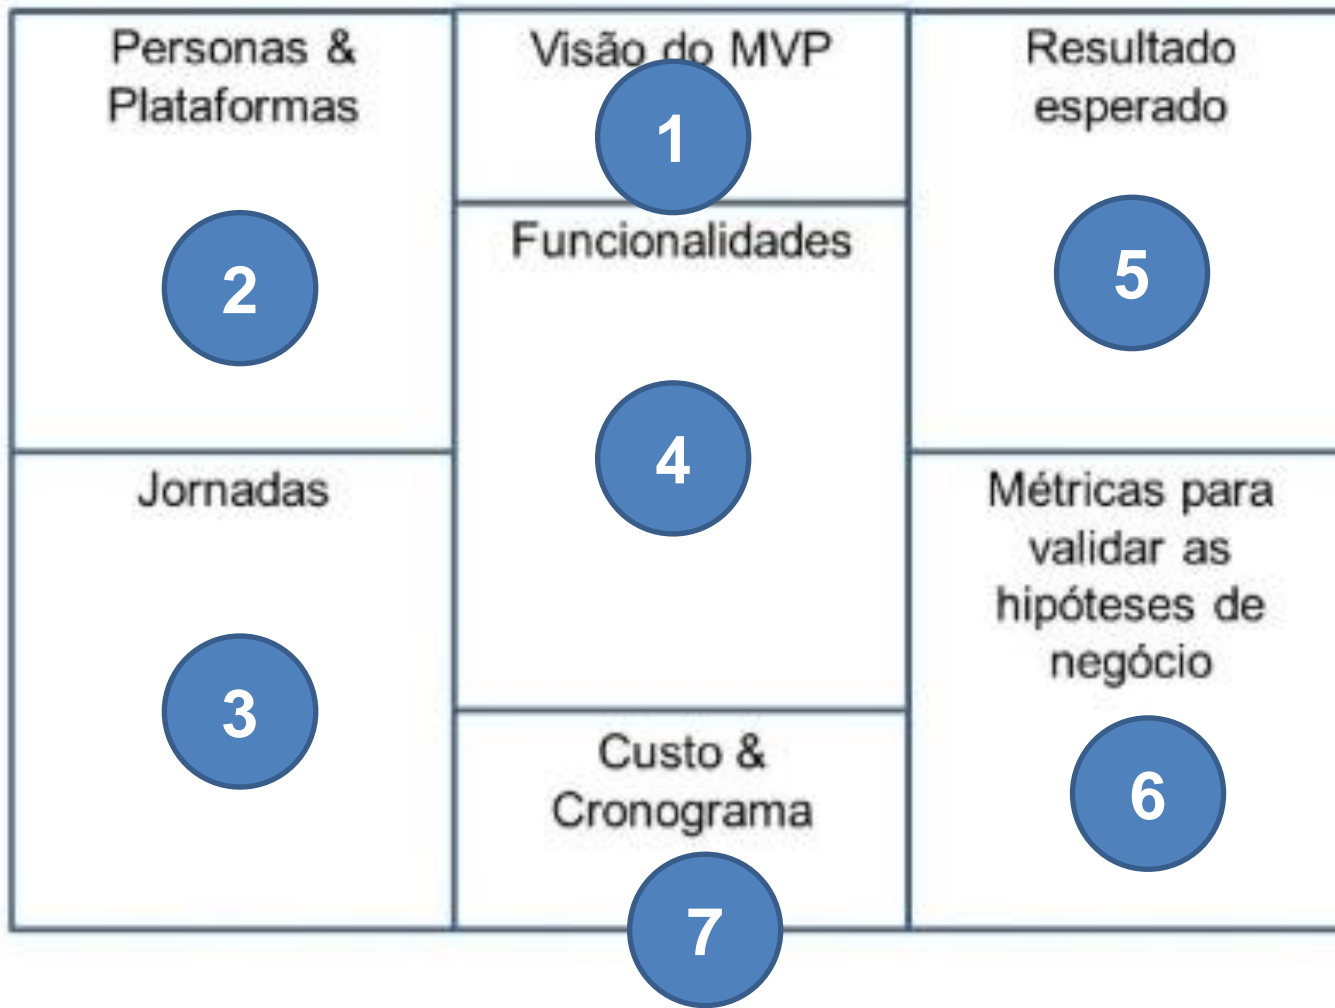 Personas &
Plataformas
2
Visão do MVP
1
Resultado
esperado
5
Funcionalidades
4
Jornadas
3
Métricas para
validar as
hipóteses de
negócio
6
Custo &
Cronograma
7